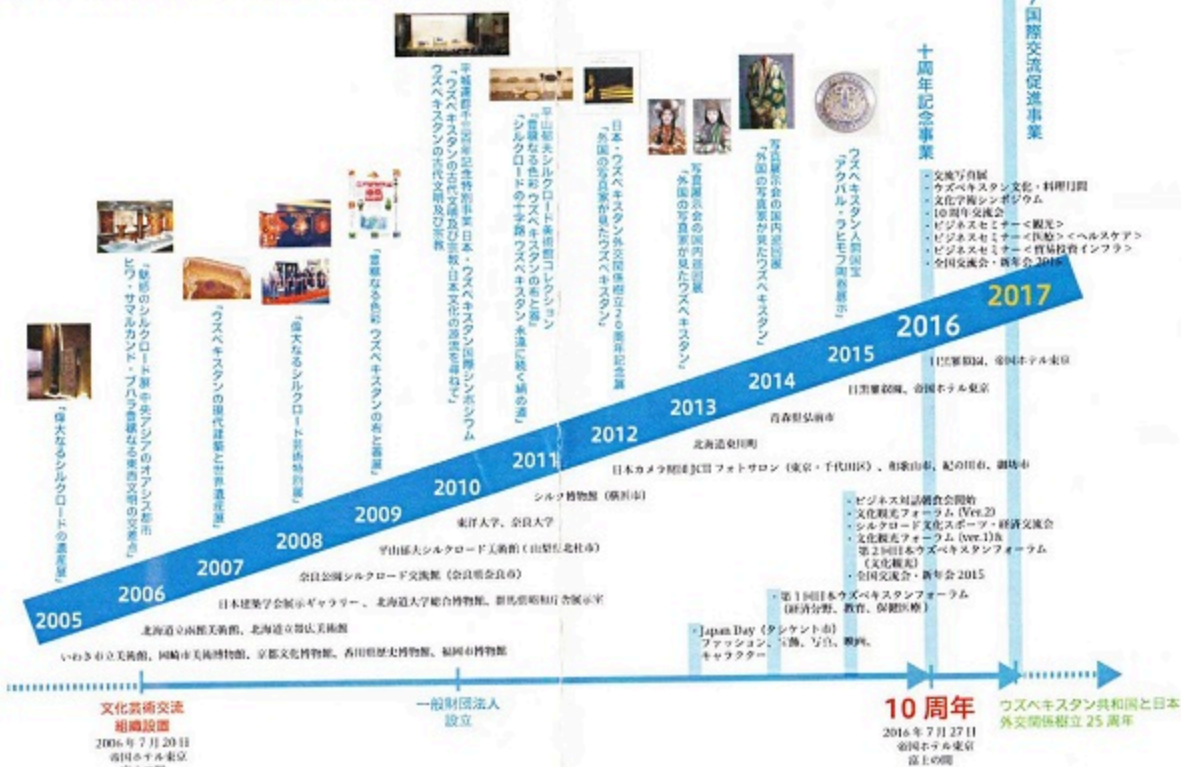 国際交流促進事業
十周年記念事業
・交流写真展
・ウズベキスタン文化・料理月間
・文化学術シンポジウム
・10周年交流会
・ビジネスセミナー＜観光＞
・ビジネスセミナー＜医療＞＜ヘルスケア＞
・ビジネスセミナー＜貿易投資インフラ＞
・全国交流会・新年会 2016
ウズベキスタン人間国宝
「アクバル・ラヒモフ陶器展示」
写真展示会の国内巡回展
「外国の写真家が見たウズベキスタン」
写真展示会の国内巡回展
「外国の写真家が見たウズベキスタン」
日本・ウズベキスタン外交関係樹立20周年記念展
「外国の写真家が見たウズベキスタン」
平山郁夫シルクロード美術館コレクション
「豊穣なる色彩 ウズベキスタンの布と器」
「シルクロードの十字路 ウズベキスタン 永遠に続く絹の道」
平城遷都千三百年記念特別事業 日本・ウズベキスタン国際シンポジウム
「ウズベキスタンの古代文明及び宗教-日本文化の源流を尋ねて」
ウズベキスタンの古代文明及び宗教
「豊穣なる色彩 ウズベキスタンの布と器展」
「偉大なるシルクロード芸術特別展」
「ウズベキスタンの現代建築と世界遺産展」
「魅惑のシルクロード展 中央アジアのオアシス都市
ヒワ・サマルカンド・ブハラ 豊穣なる東西文明の交差点」
「偉大なるシルクロードの遺産展」
2017
2016
2015
2014
2013
2012
2011
2010
2009
2008
2007
2006
2005
目黒雅叙園、帝国ホテル東京
目黒雅叙園、帝国ホテル東京
青森県弘前市
北海道東川町
日本カメラ財団JCIIフォトサロン（東京・千代田区）、和歌山市、紀の川市、御坊市
シルク博物館（横浜市）
東洋大学、奈良大学
平山郁夫シルクロード美術館（山梨県北杜市）
奈良公園シルクロード交流館（奈良県奈良市）
日本建築学会展示ギャラリー、北海道大学総合博物館、群馬県昭和庁舎展示室
北海道立函館美術館、北海道立帯広美術館
いわき市立美術館、岡崎市美術博物館、京都文化博物館、香川県歴史博物館、福岡市博物館
・ビジネス対話朝食会開始
・文化観光フォーラム (Ver.2)
・シルクロード文化スポーツ・経済交流会
・文化観光フォーラム (ver.1)&
第2回日本ウズベキスタンフォーラム
（文化観光）
・全国交流会・新年会 2015
・第1回日本ウズベキスタンフォーラム
（経済分野、教育、保健医療）
・Japan Day（タシケント市）
ファッション、宝飾、写真、映画、
キャラクター
文化芸術交流
組織設置
2006年7月20日
帝国ホテル東京
一般財団法人
設立
10 周年
2016年7月27日
帝国ホテル東京
富士の間
ウズベキスタン共和国と日本
外交関係樹立 25 周年